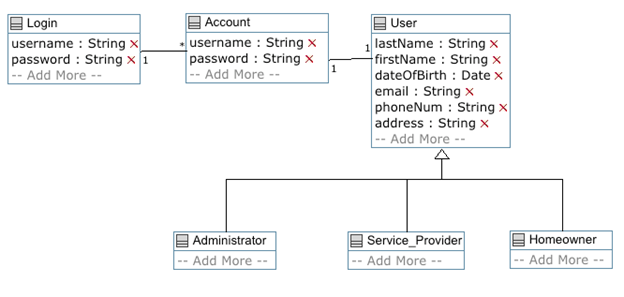 Login
username : String ×
password : String ×
-- Add More --
1
*
Account
username : String ×
password : String ×
-- Add More --
1
1
User
lastName : String ×
firstName : String ×
dateOfBirth : Date ×
email : String ×
phoneNum : String ×
address : String ×
-- Add More --
Administrator
-- Add More --
Service_Provider
-- Add More --
Homeowner
-- Add More --